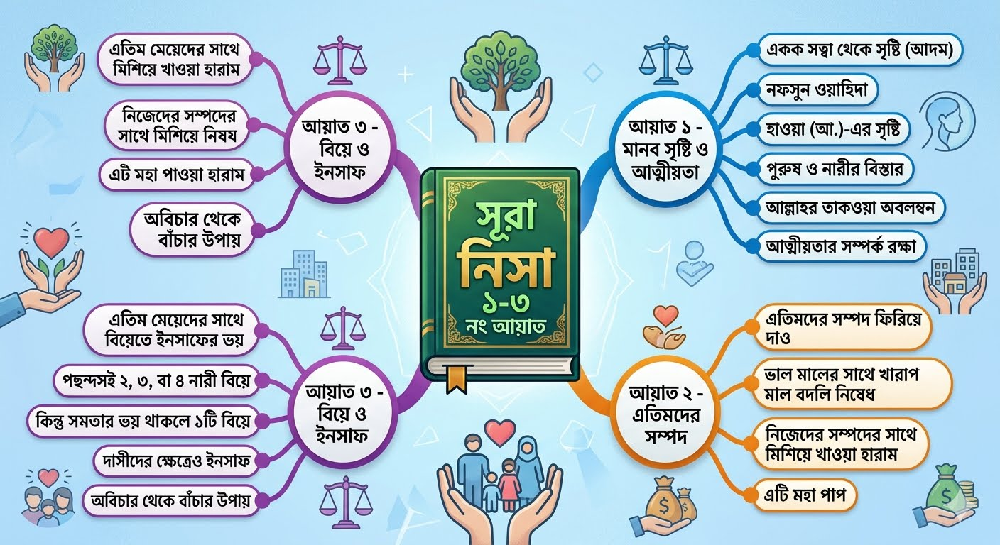 সূরা
নিসা
১-৩
নং আয়াত
আয়াত ১ -
মানব সৃষ্টি ও
আত্মীয়তা
একক সত্বা থেকে সৃষ্টি (আদম)
নফসুন ওয়াহিদা
হাওয়া (আ.)-এর সৃষ্টি
পুরুষ ও নারীর বিস্তার
আল্লাহর তাকওয়া অবলম্বন
আত্মীয়তার সম্পর্ক রক্ষা
আয়াত ২ -
এতিমদের
সম্পদ
এতিমদের সম্পদ ফিরিয়ে
দাও
ভাল মালের সাথে খারাপ
মাল বদলি নিষেধ
নিজেদের সম্পদের সাথে
মিশিয়ে খাওয়া হারাম
এটি মহা পাপ
আয়াত ৩ -
বিয়ে ও
ইনসাফ
এতিম মেয়েদের সাথে
মিশিয়ে খাওয়া হারাম
নিজেদের সম্পদের
সাথে মিশিয়ে নিষয
এটি মহা পাওয়া হারাম
অবিচার থেকে
বাঁচার উপায়
আয়াত ৩ -
বিয়ে ও
ইনসাফ
এতিম মেয়েদের সাথে
বিয়েতে ইনসাফের ভয়
পছন্দসই ২, ৩, বা ৪ নারী বিয়ে
কিন্তু সমতার ভয় থাকলে ১টি বিয়ে
দাসীদের ক্ষেত্রেও ইনসাফ
অবিচার থেকে বাঁচার উপায়